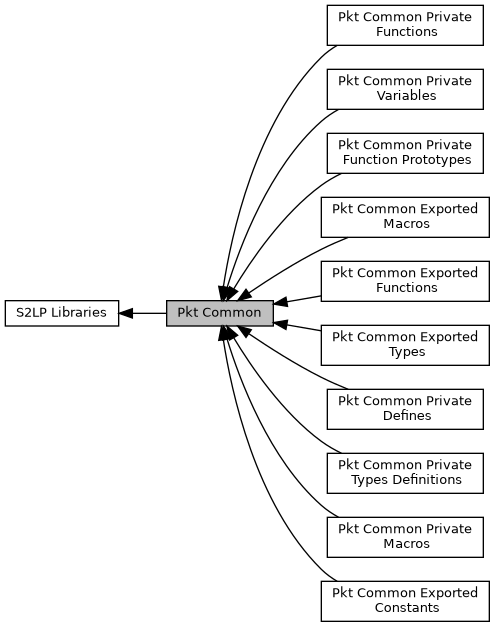 Pkt Common Private
Functions
Pkt Common Private
Variables
Pkt Common Private
Function Prototypes
Pkt Common Exported
Macros
Pkt Common Exported
Functions
S2LP Libraries
Pkt Common
Pkt Common Exported
Types
Pkt Common Private
Defines
Pkt Common Private
Types Definitions
Pkt Common Private
Macros
Pkt Common Exported
Constants